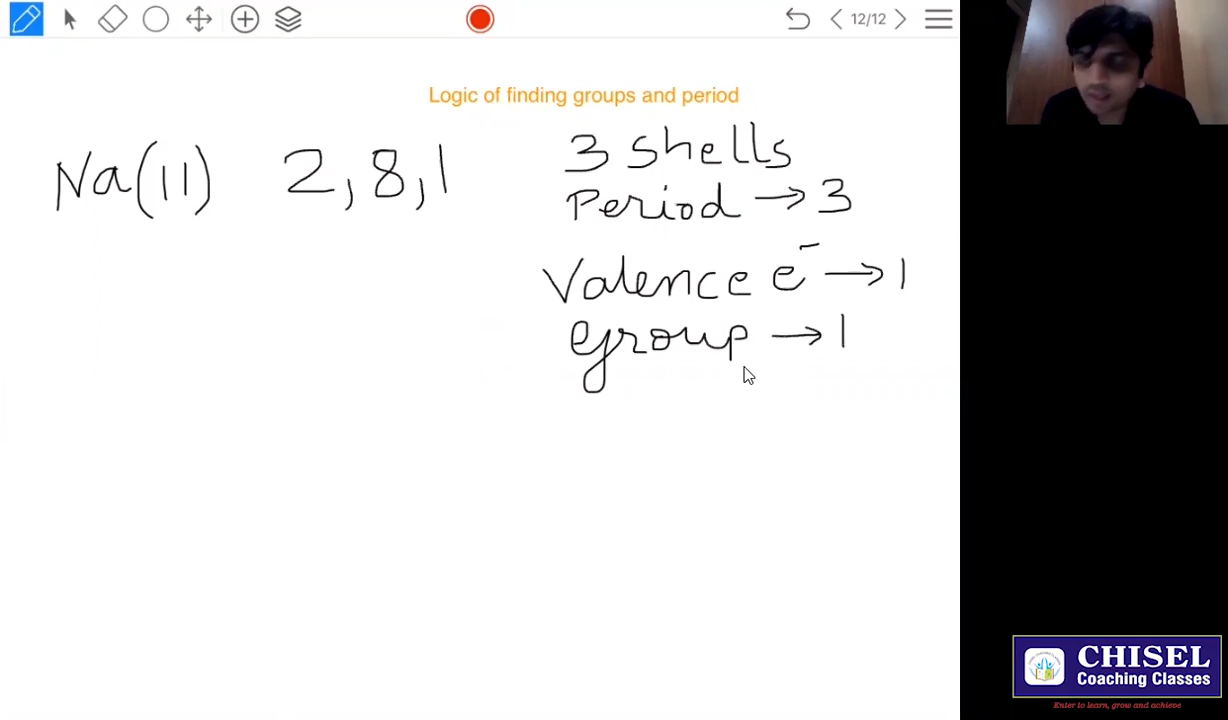 12/12
Logic of finding groups and period
Na(11) 2,8,1
3 shells
Period → 3
Valence e⁻ → 1
group → 1
CHISEL
Coaching Classes
Enter to learn, grow and achieve